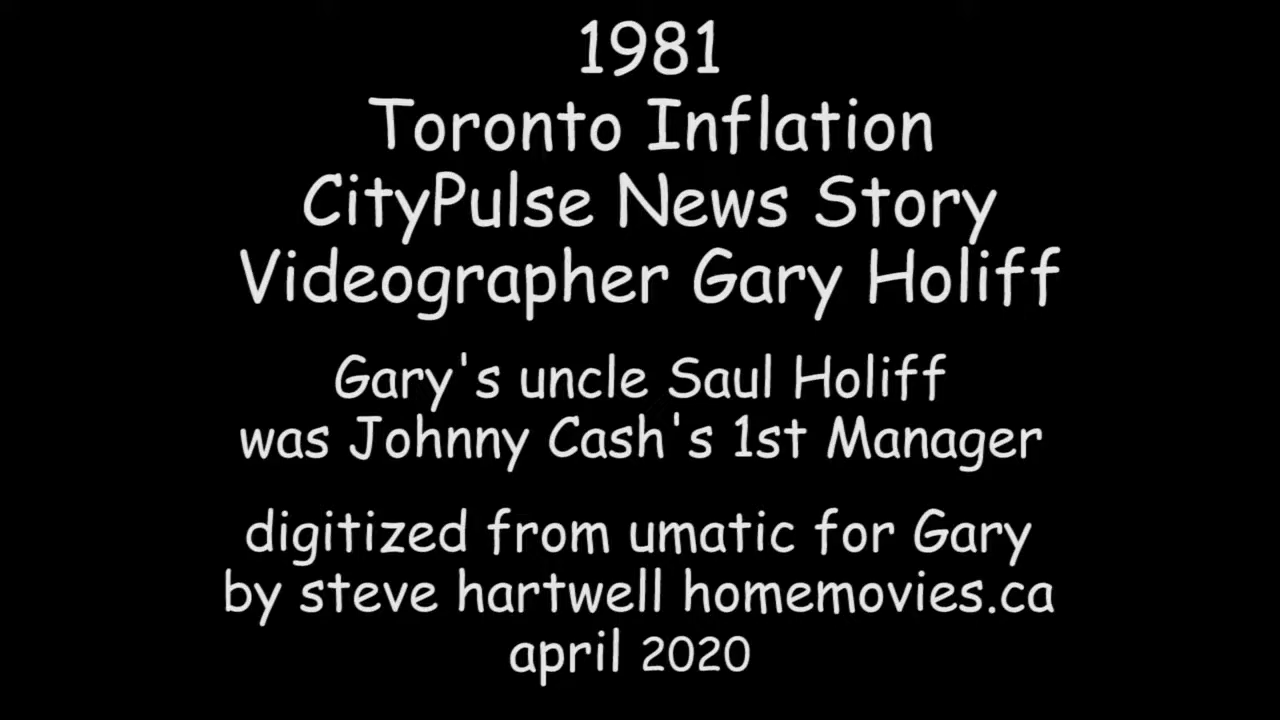 1981
Toronto Inflation
CityPulse News Story
Videographer Gary Holiff
Gary's uncle Saul Holiff
was Johnny Cash's 1st Manager
digitized from umatic for Gary
by steve hartwell homemovies.ca
april 2020